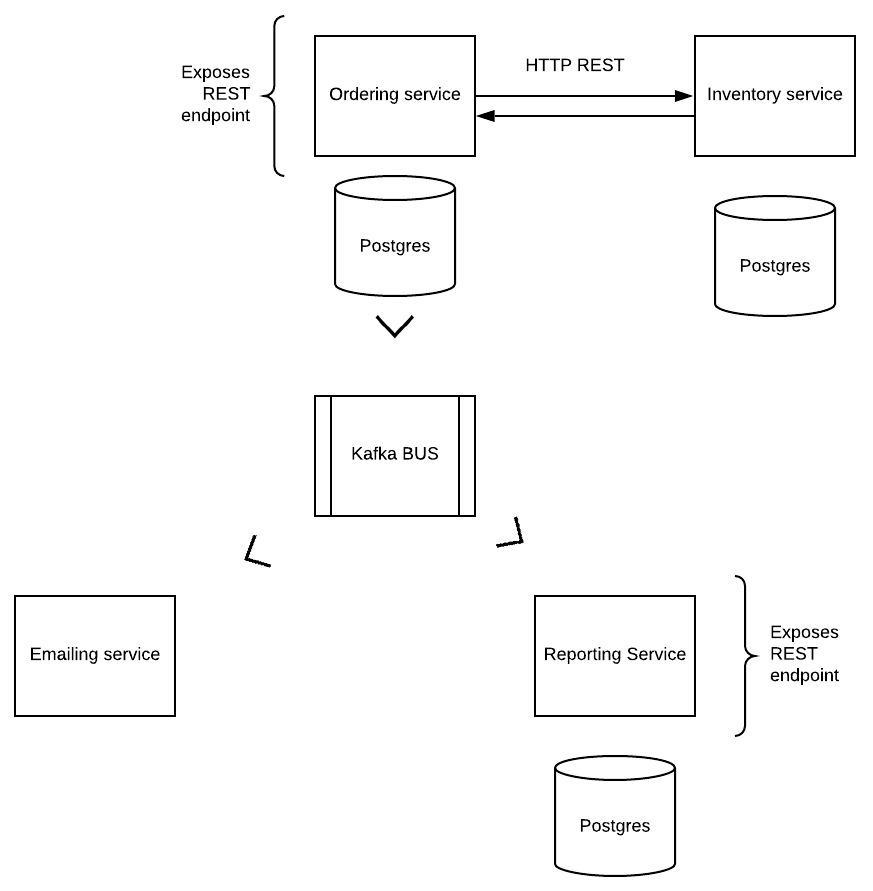 Exposes
REST
endpoint
Ordering service
HTTP REST
Inventory service
Postgres
Postgres
Kafka BUS
Emailing service
Reporting Service
Exposes
REST
endpoint
Postgres